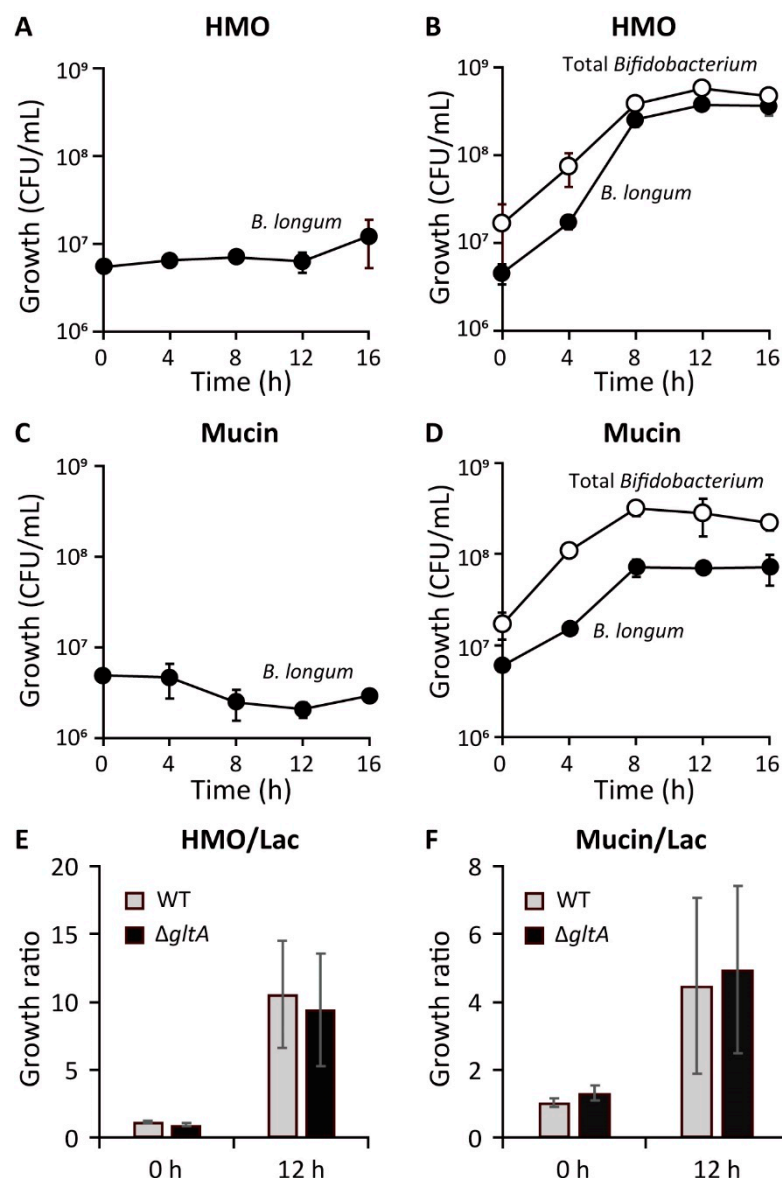 A HMO
Growth (CFU/mL)
10⁹
10⁸
10⁷
10⁶
B. longum
0 4 8 12 16
Time (h)
B HMO
Growth (CFU/mL)
10⁹
10⁸
10⁷
10⁶
Total Bifidobacterium
B. longum
0 4 8 12 16
Time (h)
C Mucin
Growth (CFU/mL)
10⁹
10⁸
10⁷
10⁶
B. longum
0 4 8 12 16
Time (h)
D Mucin
Growth (CFU/mL)
10⁹
10⁸
10⁷
10⁶
Total Bifidobacterium
B. longum
0 4 8 12 16
Time (h)
E HMO/Lac
Growth ratio
20
15
10
5
0
WT
ΔgltA
0 h 12 h
F Mucin/Lac
Growth ratio
8
6
4
2
0
WT
ΔgltA
0 h 12 h